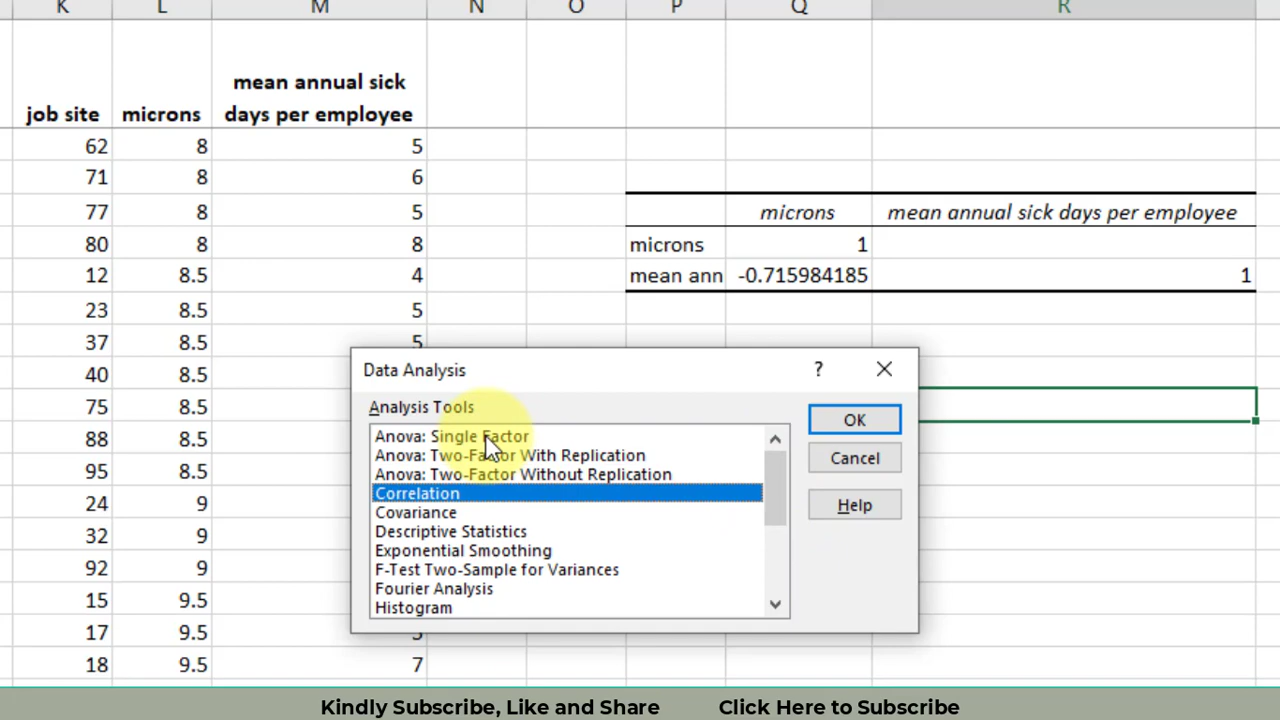 K L M N O P Q R
mean annual sick
job site microns days per employee
62 8 5
71 8 6
77 8 5 microns mean annual sick days per employee
80 8 8 microns 1
12 8.5 4 mean ann -0.715984185 1
23 8.5 5
37 8.5 5
40 8.5
75 8.5
88 8.5
95 8.5
24 9
32 9
92 9
15 9.5
17 9.5
18 9.5 7
Data Analysis ?
Analysis Tools
Anova: Single Factor
Anova: Two-Factor With Replication
Anova: Two-Factor Without Replication
Correlation
Covariance
Descriptive Statistics
Exponential Smoothing
F-Test Two-Sample for Variances
Fourier Analysis
Histogram
OK
Cancel
Help
Kindly Subscribe, Like and Share Click Here to Subscribe